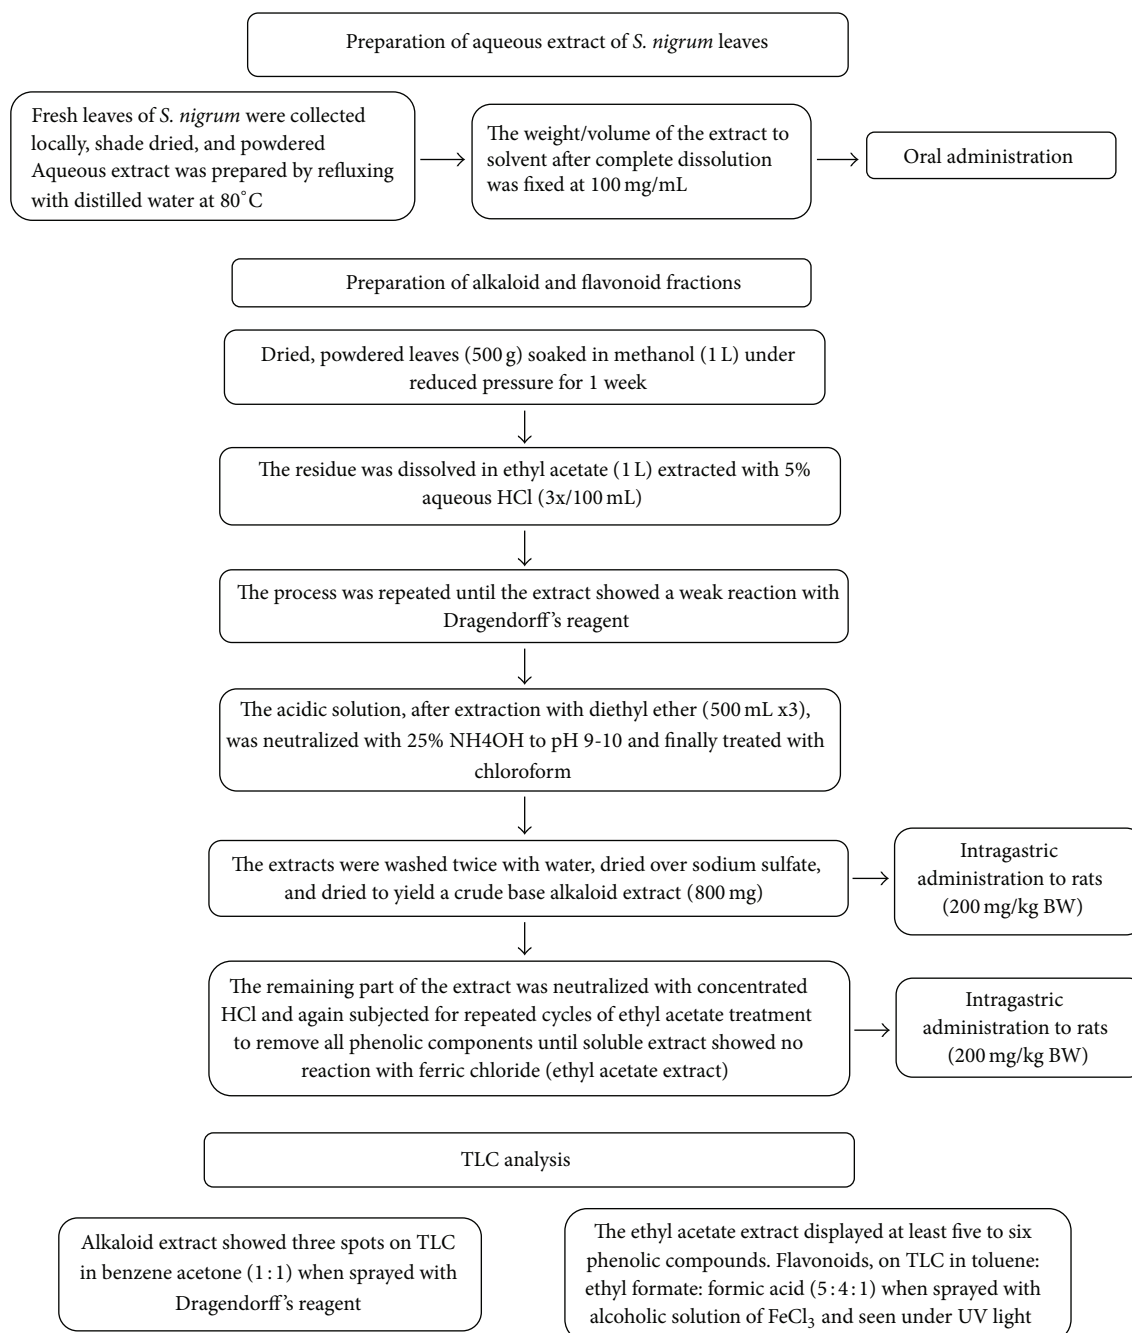 Preparation of aqueous extract of S. nigrum leaves
Fresh leaves of S. nigrum were collected
locally, shade dried, and powdered
Aqueous extract was prepared by refluxing
with distilled water at 80°C
The weight/volume of the extract to
solvent after complete dissolution
was fixed at 100 mg/mL
Oral administration
Preparation of alkaloid and flavonoid fractions
Dried, powdered leaves (500 g) soaked in methanol (1 L) under
reduced pressure for 1 week
The residue was dissolved in ethyl acetate (1 L) extracted with 5%
aqueous HCl (3x/100 mL)
The process was repeated until the extract showed a weak reaction with
Dragendorff's reagent
The acidic solution, after extraction with diethyl ether (500 mL x3),
was neutralized with 25% NH4OH to pH 9-10 and finally treated with
chloroform
The extracts were washed twice with water, dried over sodium sulfate,
and dried to yield a crude base alkaloid extract (800 mg)
Intragastric
administration to rats
(200 mg/kg BW)
The remaining part of the extract was neutralized with concentrated
HCl and again subjected for repeated cycles of ethyl acetate treatment
to remove all phenolic components until soluble extract showed no
reaction with ferric chloride (ethyl acetate extract)
Intragastric
administration to rats
(200 mg/kg BW)
TLC analysis
Alkaloid extract showed three spots on TLC
in benzene acetone (1 : 1) when sprayed with
Dragendorff's reagent
The ethyl acetate extract displayed at least five to six
phenolic compounds. Flavonoids, on TLC in toluene:
ethyl formate: formic acid (5 : 4 : 1) when sprayed with
alcoholic solution of FeCl₃ and seen under UV light